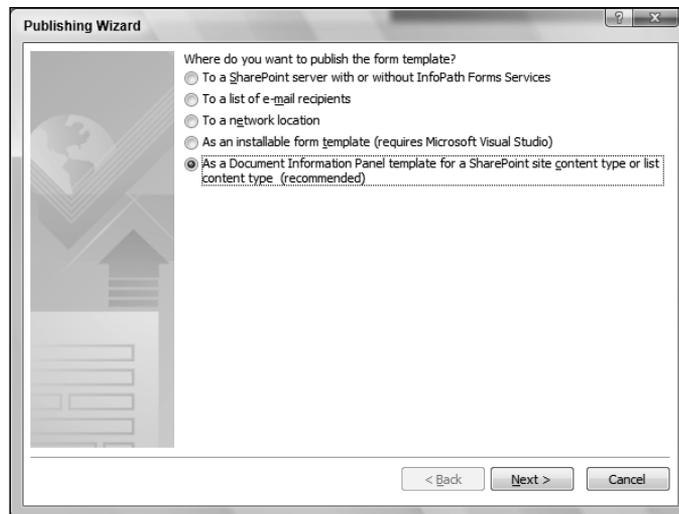 Publishing Wizard
? X
Where do you want to publish the form template?
To a SharePoint server with or without InfoPath Forms Services
To a list of e-mail recipients
To a network location
As an installable form template (requires Microsoft Visual Studio)
As a Document Information Panel template for a SharePoint site content type or list
content type (recommended)
< Back Next > Cancel